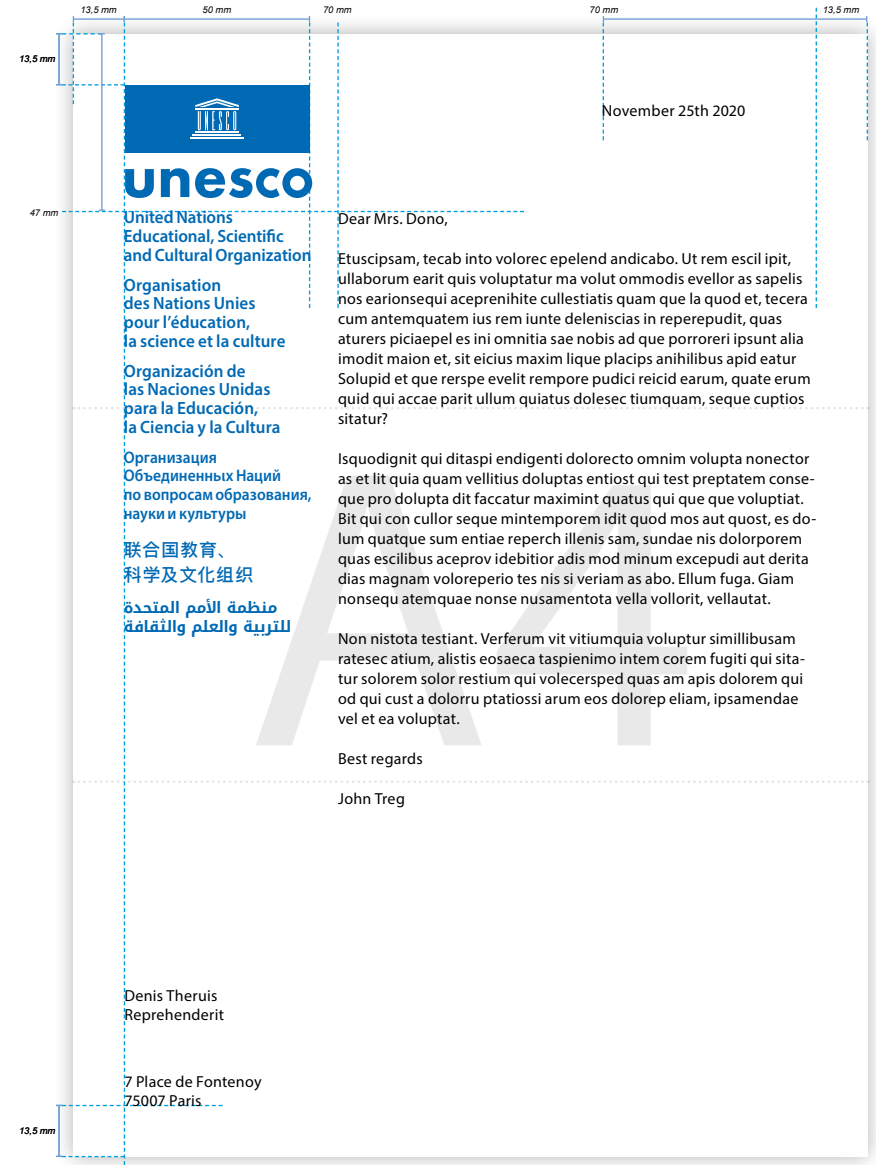 13,5 mm
50 mm
70 mm
70 mm
13,5 mm
13,5 mm
UNESCO
unesco
November 25th 2020
47 mm
United Nations
Educational, Scientific
and Cultural Organization
Organisation
des Nations Unies
pour l’éducation,
la science et la culture
Organización de
las Naciones Unidas
para la Educación,
la Ciencia y la Cultura
Организация
Объединенных Наций
по вопросам образования,
науки и культуры
联合国教育、
科学及文化组织
منظمة الأمم المتحدة
للتربية والعلم والثقافة
Dear Mrs. Dono,
Etuscipsam, tecab into volorec epelend andicabo. Ut rem escil ipit,
ullaborum earit quis voluptatur ma volut ommodis evellor as sapelis
nos earionsequi aceprenihite cullestiatis quam que la quod et, tecera
cum antemquatem ius rem iunte deleniscias in reperepudit, quas
aturers piciaepel es ini omnitia sae nobis ad que porroreri ipsunt alia
imodit maion et, sit eicius maxim lique placips anihilibus apid eatur
Solupid et que rerspe evelit rempore pudici reicid earum, quate erum
quid qui accae parit ullum quiatus dolesec tiumquam, seque cuptios
sitatur?
Isquodignit qui ditaspi endigenti dolorecto omnim volupta nonector
as et lit quia quam vellitius doluptas entiost qui test preptatem conse-
que pro dolupta dit faccatur maximint quatus qui que que voluptiat.
Bit qui con cullor seque mintemporem idit quod mos aut quost, es do-
lum quatque sum entiae reperch illenis sam, sundae nis dolorporem
quas escilibus aceprov idebitior adis mod minum excepudi aut derita
dias magnam voloreperio tes nis si veriam as abo. Ellum fuga. Giam
nonsequ atemquae nonse nusamentota vella vollorit, vellautat.
Non nistota testiant. Verferum vit vitiumquia voluptur simillibusam
ratesec atium, alistis eosaeca taspienimo intem corem fugiti qui sita-
tur solorem solor restium qui volecersped quas am apis dolorem qui
od qui cust a dolorru ptatiossi arum eos dolorep eliam, ipsamendae
vel et ea voluptat.
Best regards
John Treg
A4
Denis Theruis
Reprehenderit
7 Place de Fontenoy
75007 Paris
13,5 mm